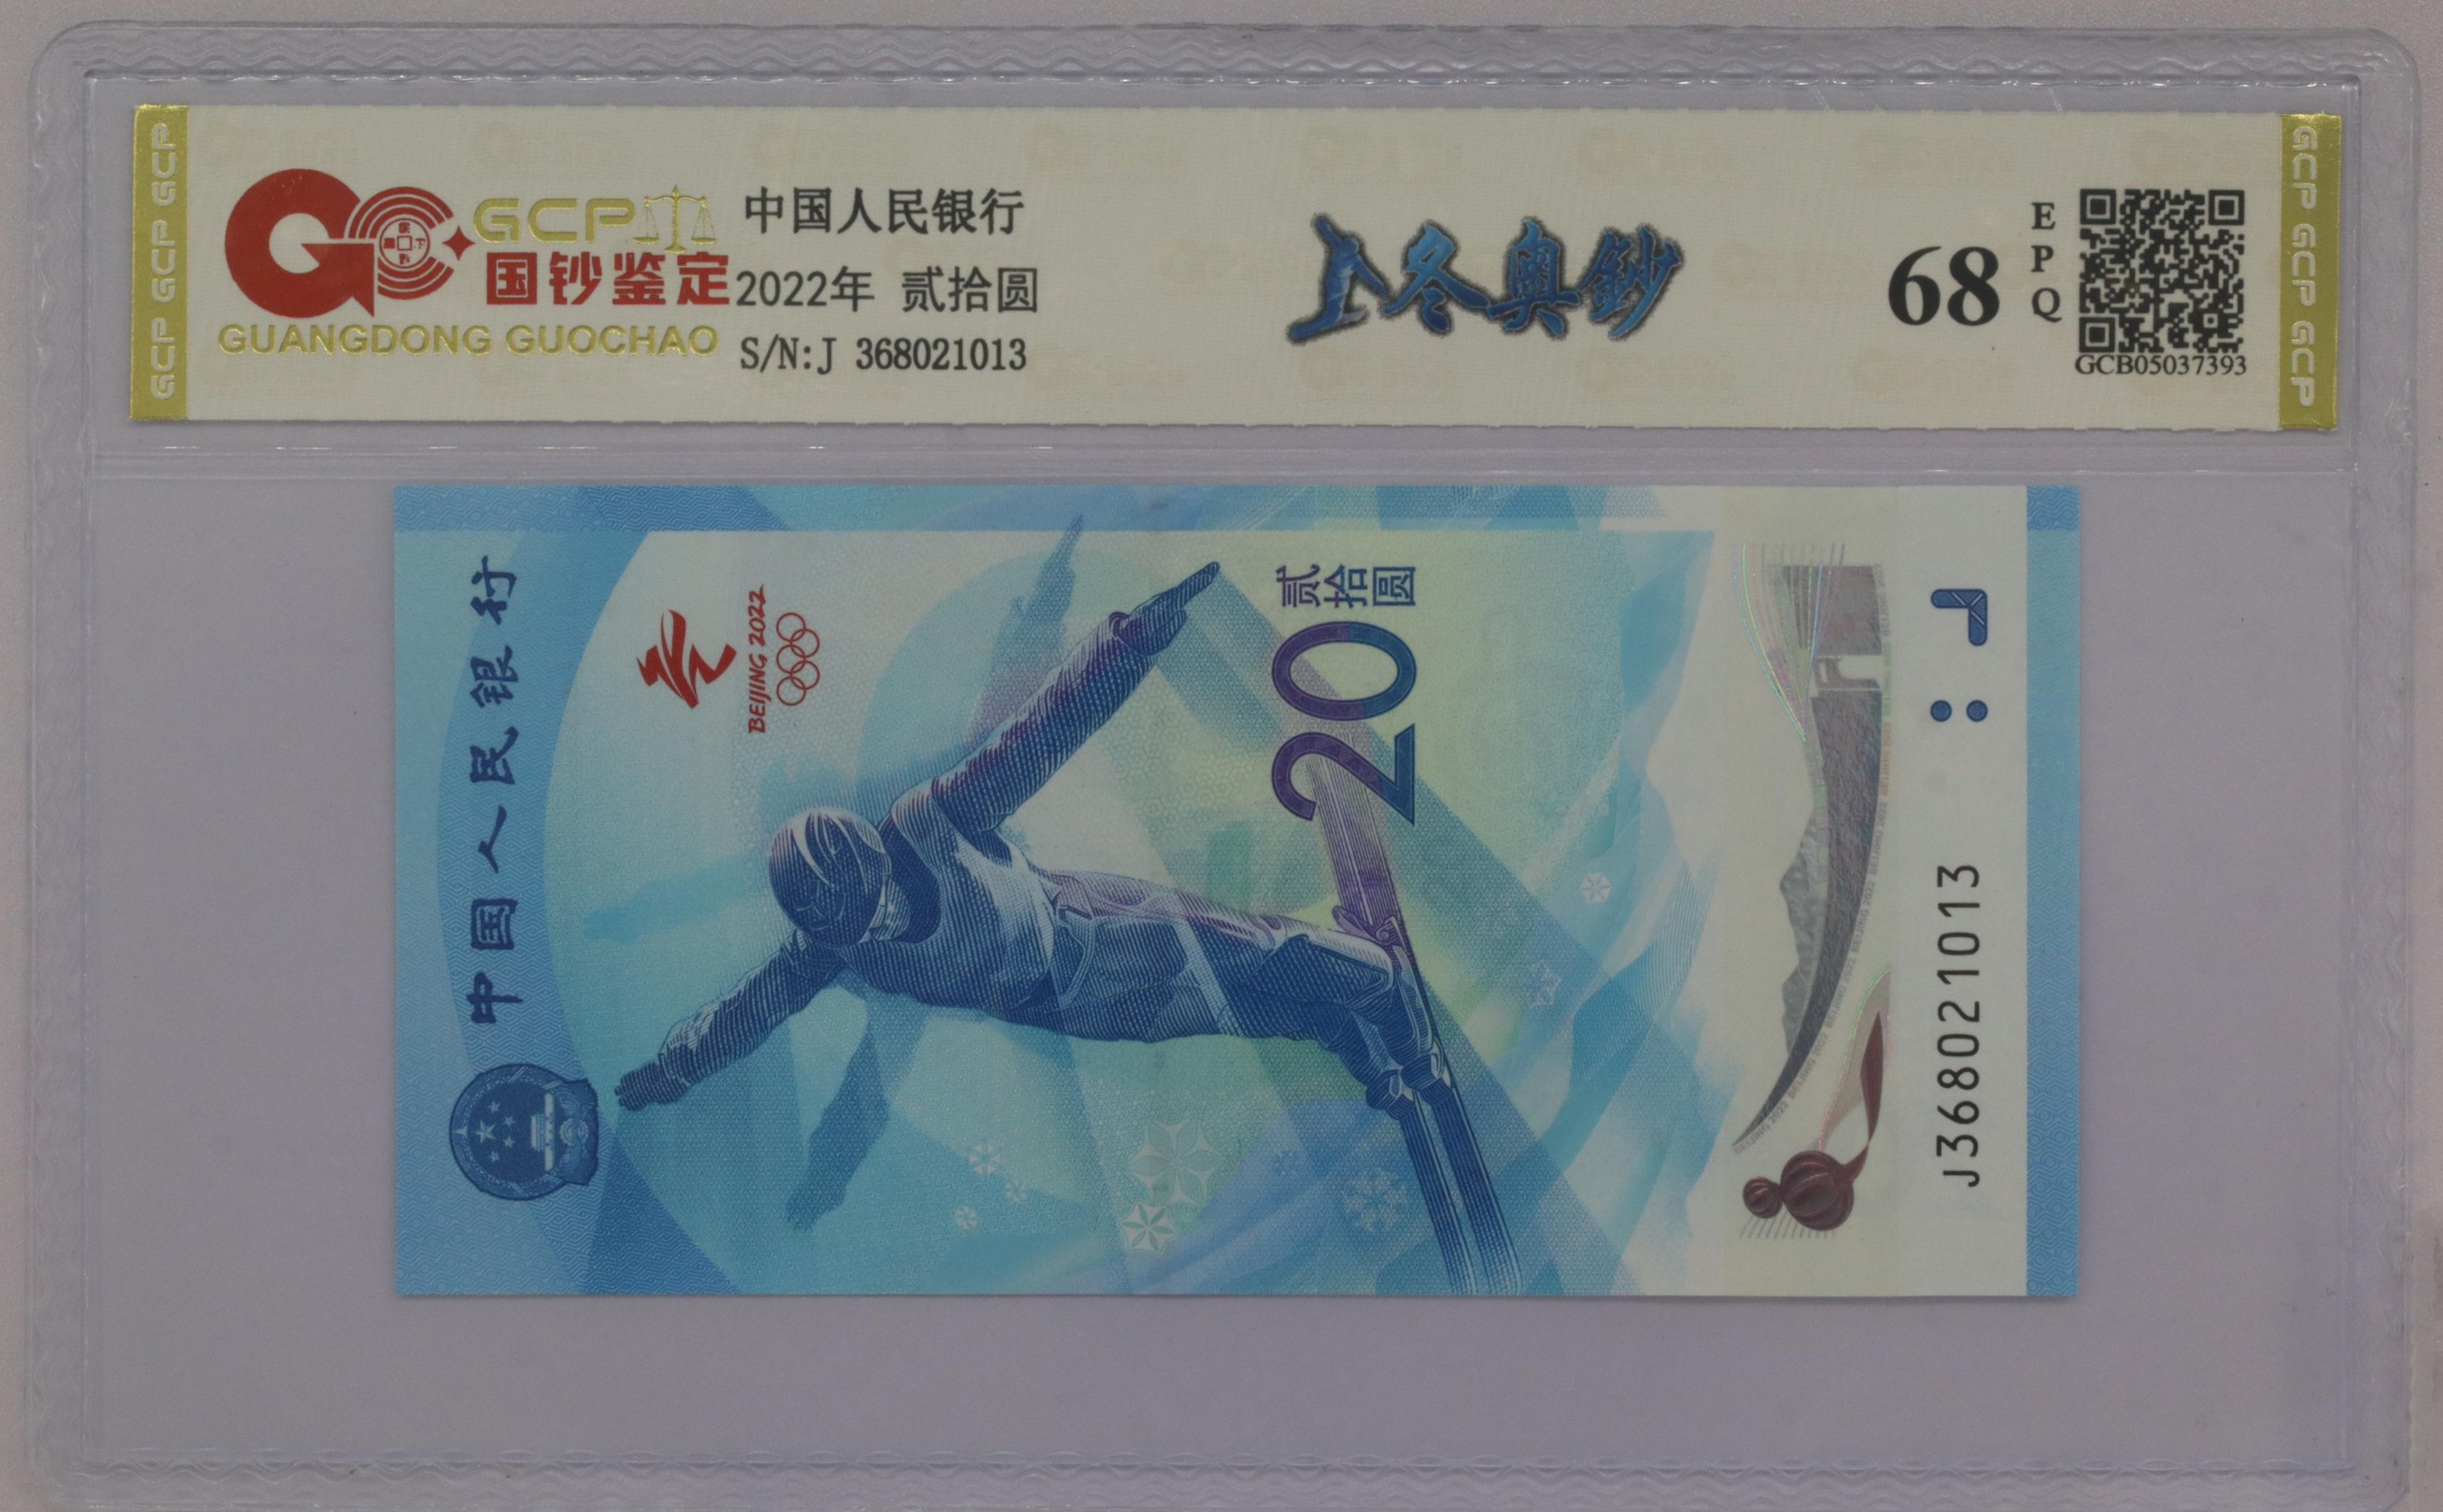 GCP GCP GCP
GCP
国钞鉴定
GUANGDONG GUOCHAO
中国人民银行
2022年 贰拾圆
S/N:J 368021013
上冬奥鈔
68
EPQ
GCB05037393
GCP GCP GCP
中国人民银行
BEIJING 2022
贰拾圆
20
J368021013